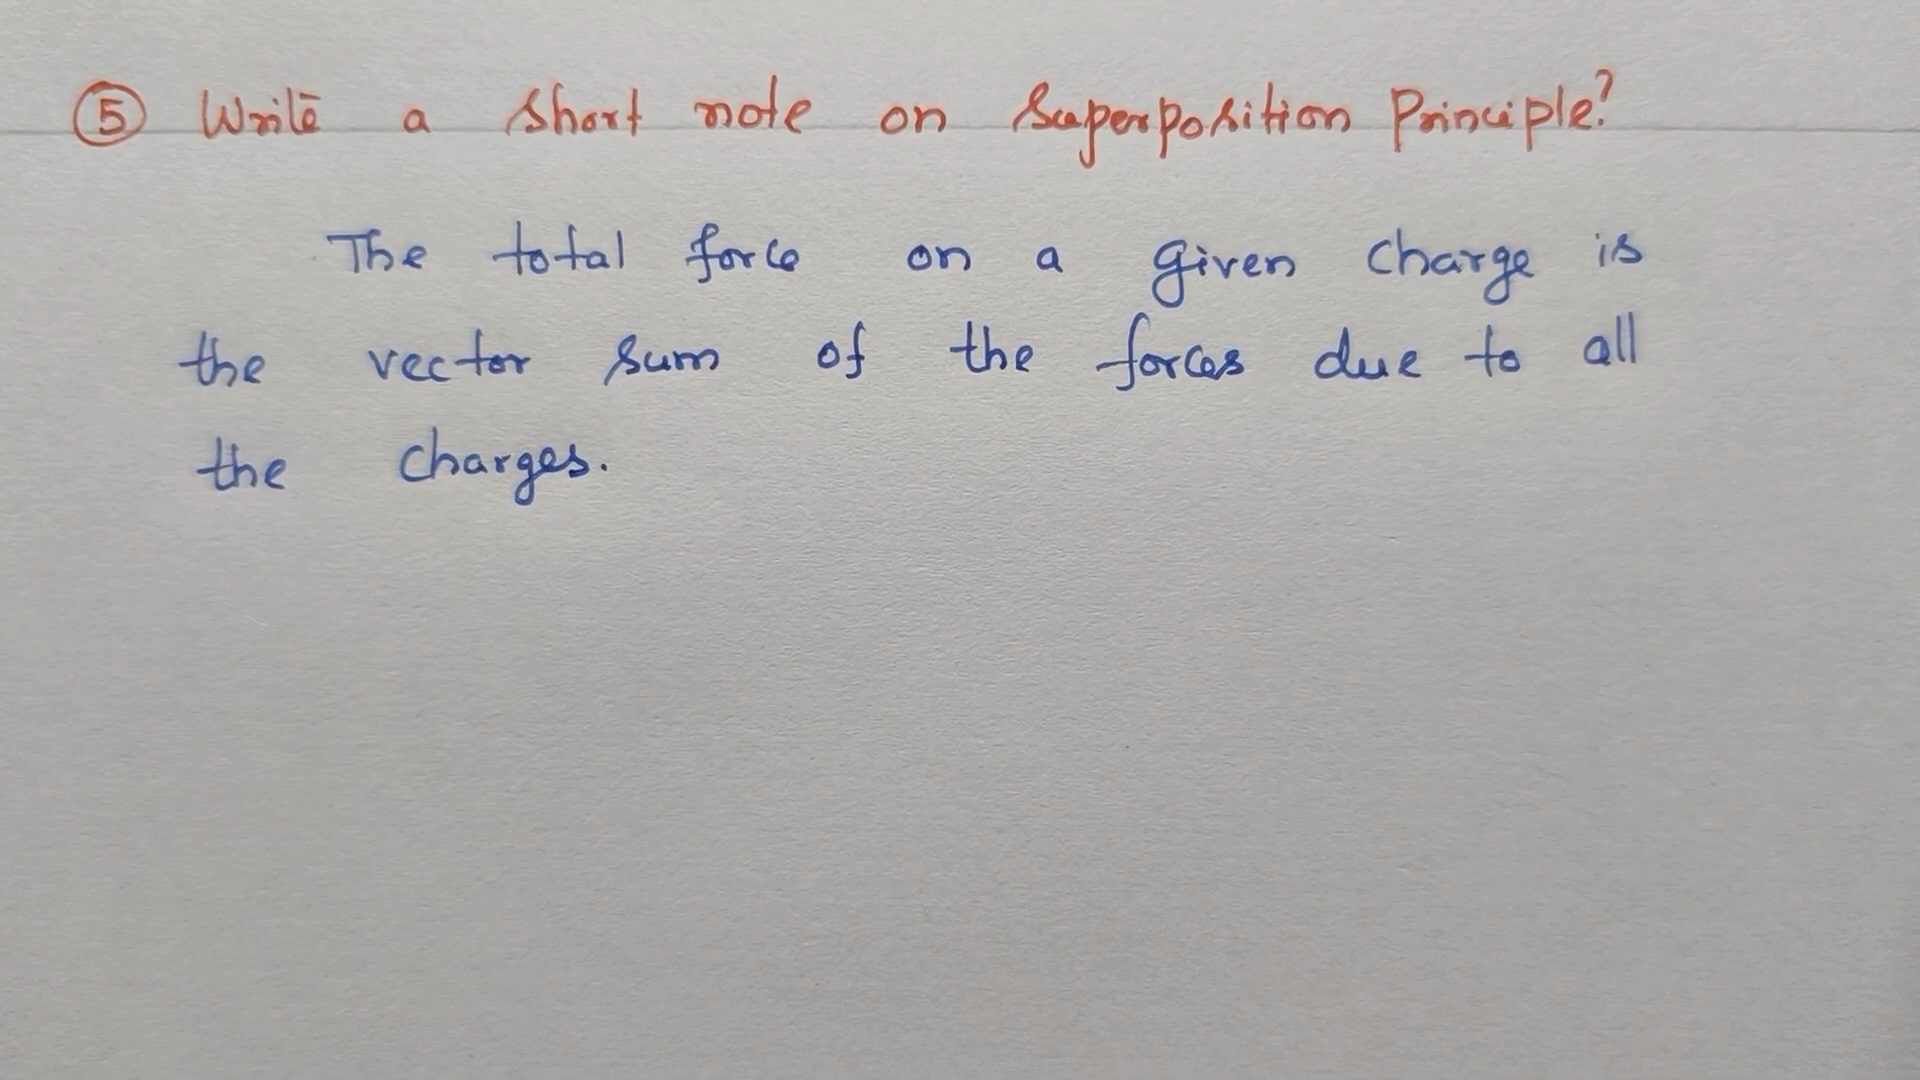 ⑤ Write a short note on Superposition Principle?
The total force on a given charge is
the vector sum of the forces due to all
the charges.